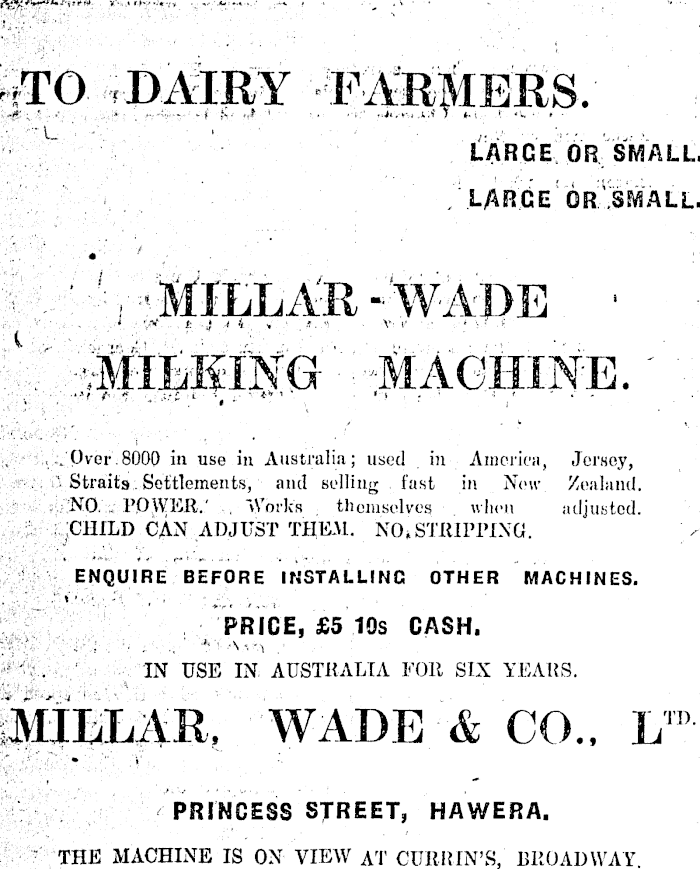 TO DAIRY FARMERS.
LARGE OR SMALL.
LARGE OR SMALL.
MILLAR-WADE
MILKING MACHINE.
Over 8000 in use in Australia; used in America, Jersey,
Straits Settlements, and selling fast in New Zealand.
NO POWER. Works themselves when adjusted.
CHILD CAN ADJUST THEM. NO STRIPPING.
ENQUIRE BEFORE INSTALLING OTHER MACHINES.
PRICE, £5 10s CASH.
IN USE IN AUSTRALIA FOR SIX YEARS.
MILLAR, WADE & CO., LTD.
PRINCESS STREET, HAWERA.
THE MACHINE IS ON VIEW AT CURRIN'S, BROADWAY.